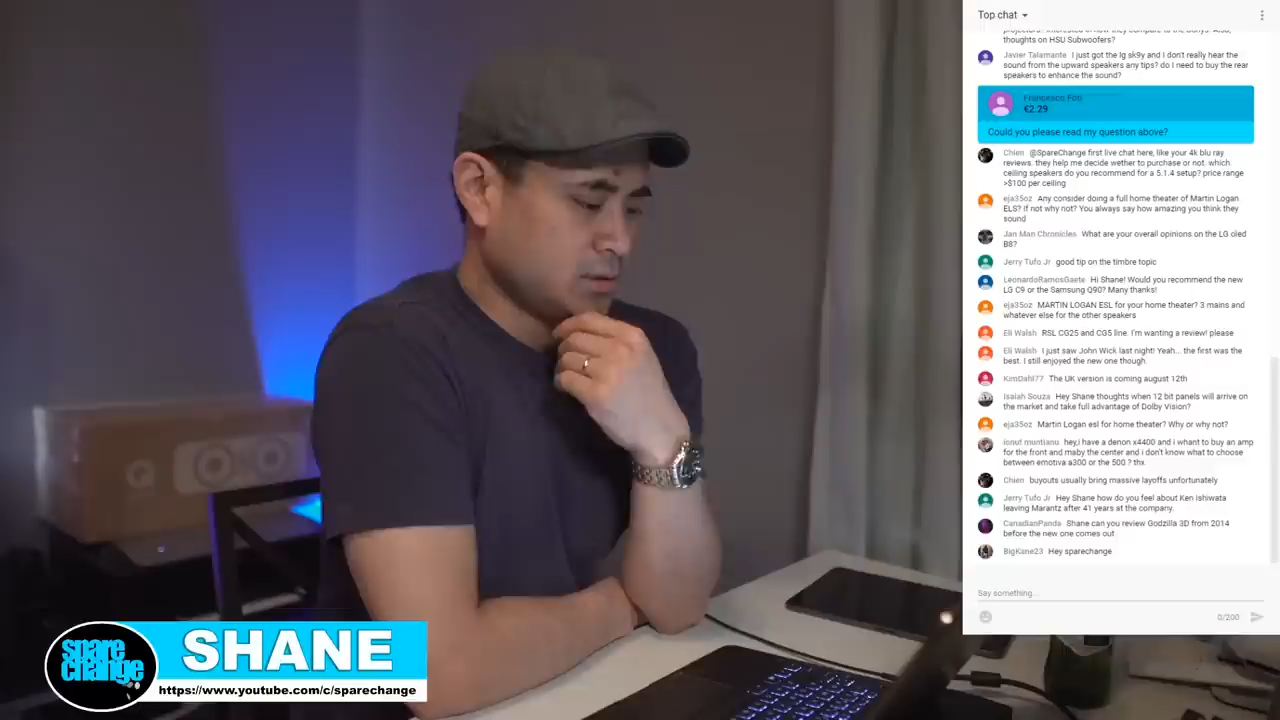 Top chat
thoughts on HSU Subwoofers?
Javier Talamante I just got the lg sk9y and I don't really hear the
sound from the upward speakers any tips? do I need to buy the rear
speakers to enhance the sound?
Francesco
€2.29
Could you please read my question above?
Chien @SpareChange first live chat here, like your 4k blu ray
reviews. they help me decide wether to purchase or not. which
ceiling speakers do you recommend for a 5.1.4 setup? price range
>$100 per ceiling
eja35oz Any consider doing a full home theater of Martin Logan
ELS? If not why not? You always say how amazing you think they
sound
Jan Man Chronicles What are your overall opinions on the LG oled
B8?
Jerry Tufo Jr good tip on the timbre topic
LeonardoRamosGaete Hi Shane! Would you recommend the new
LG C9 or the Samsung Q90? Many thanks!
eja35oz MARTIN LOGAN ESL for your home theater? 3 mains and
whatever else for the other speakers
Eli Walsh RSL CG25 and CG5 line. I'm wanting a review! please
Eli Walsh I just saw John Wick last night! Yeah... the first was the
best. I still enjoyed the new one though
KimDahl77 The UK version is coming august 12th
Isaiah Souza Hey Shane thoughts when 12 bit panels will arrive on
the market and take full advantage of Dolby Vision?
eja35oz Martin Logan esl for home theater? Why or why not?
ionut muntianu hey,i have a denon x4400 and i whant to buy an amp
for the front and maby the center and i don't know what to choose
between emotiva a300 or the 500 ? thx
Chien buyouts usually bring massive layoffs unfortunately
Jerry Tufo Jr Hey Shane how do you feel about Ken Ishiwata
leaving Marantz after 41 years at the company.
CanadianPanda Shane can you review Godzilla 3D from 2014
before the new one comes out
BigKane23 Hey sparechange
Say something...
0/200
spare
change
SHANE
https://www.youtube.com/c/sparechange